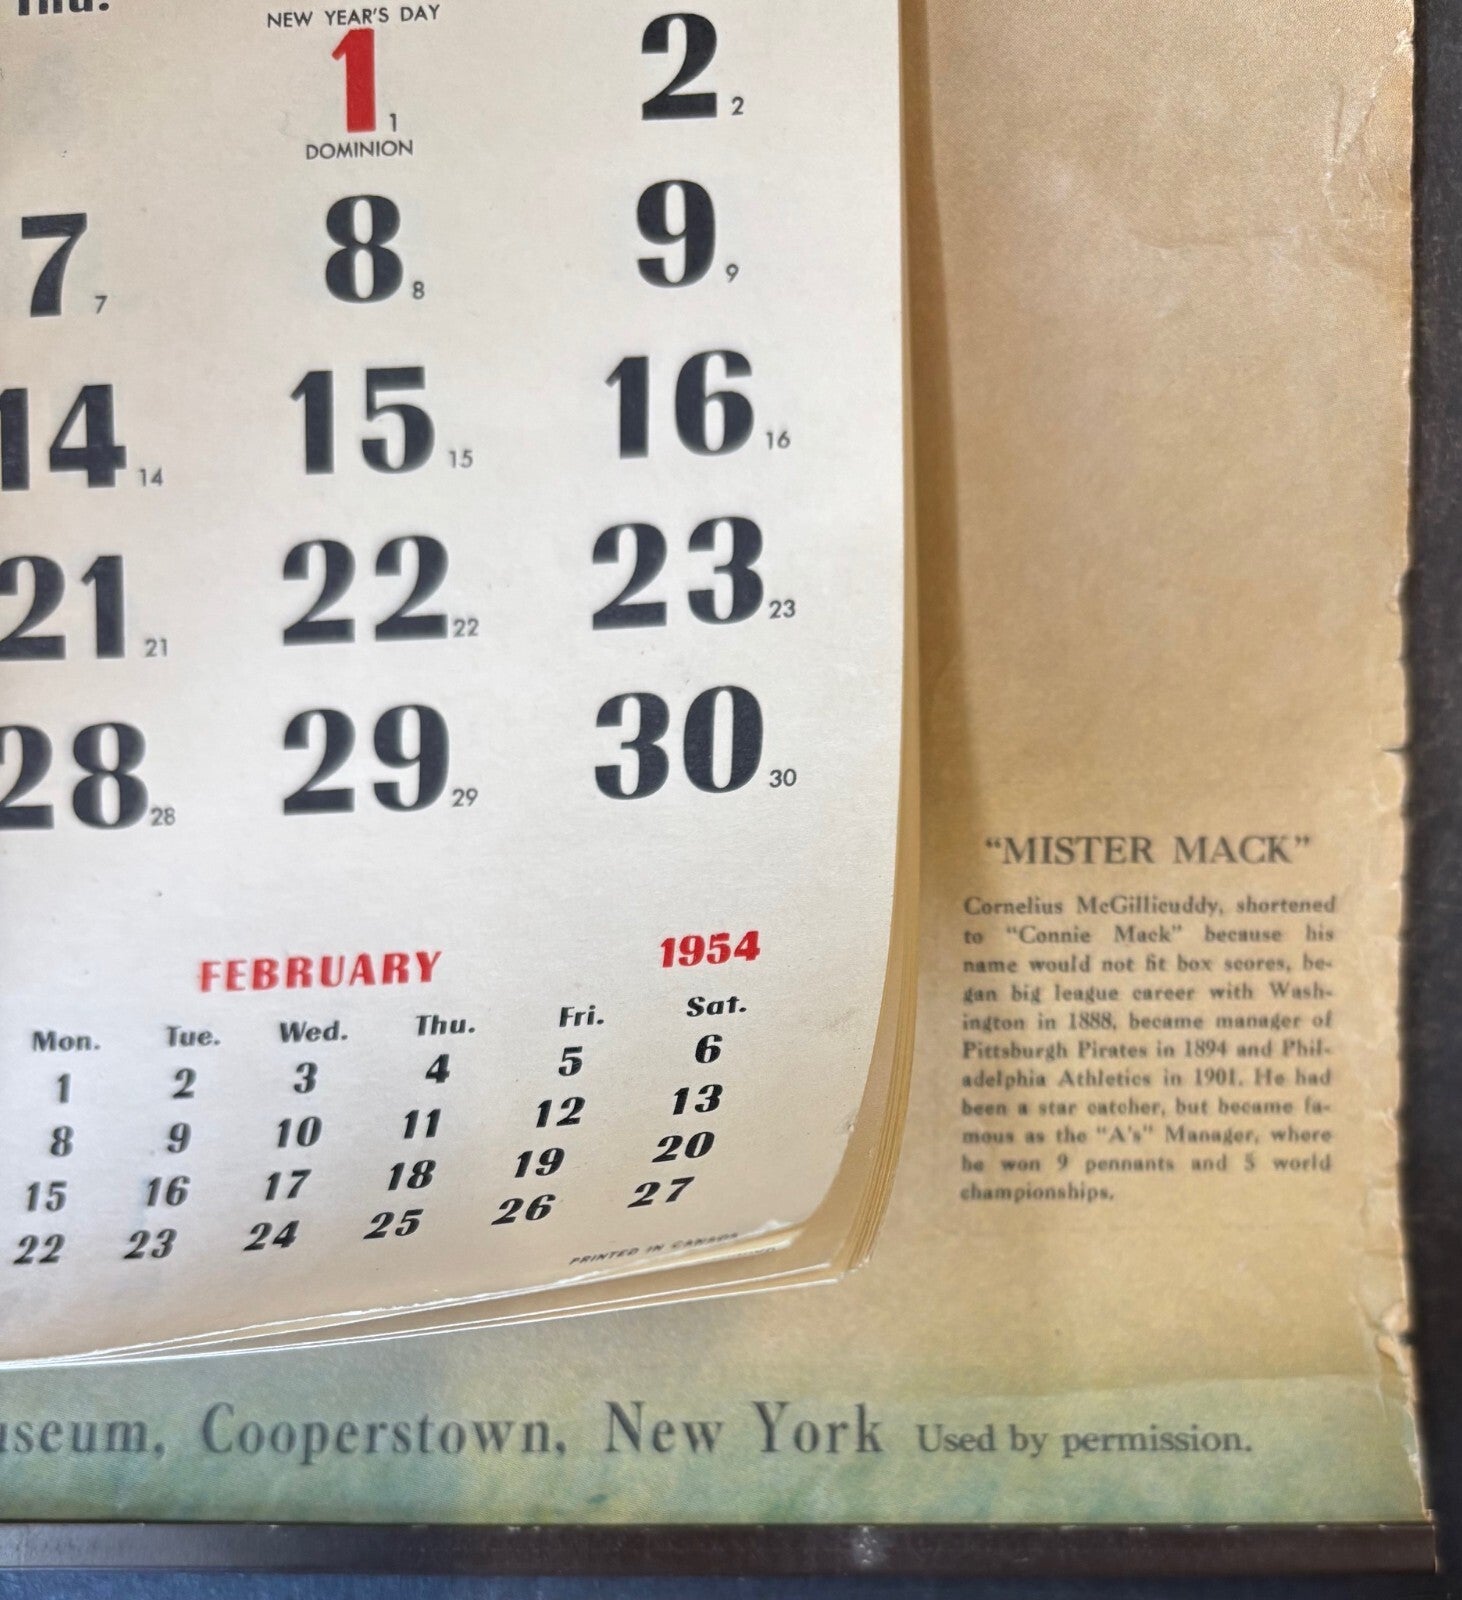 Thu.
NEW YEAR'S DAY
1 1 2 2
DOMINION
7 7 8 8 9 9
14 14 15 15 16 16
21 21 22 22 23 23
28 28 29 29 30 30
FEBRUARY 1954
Mon. Tue. Wed. Thu. Fri. Sat.
1 2 3 4 5 6
8 9 10 11 12 13
15 16 17 18 19 20
22 23 24 25 26 27
PRINTED IN CANADA
"MISTER MACK"
Cornelius McGillicuddy, shortened
to "Connie Mack" because his
name would not fit box scores, be-
gan big league career with Wash-
ington in 1888, became manager of
Pittsburgh Pirates in 1894 and Phil-
adelphia Athletics in 1901. He had
been a star catcher, but became fa-
mous as the "A's" Manager, where
he won 9 pennants and 5 world
championships.
useum, Cooperstown, New York Used by permission.